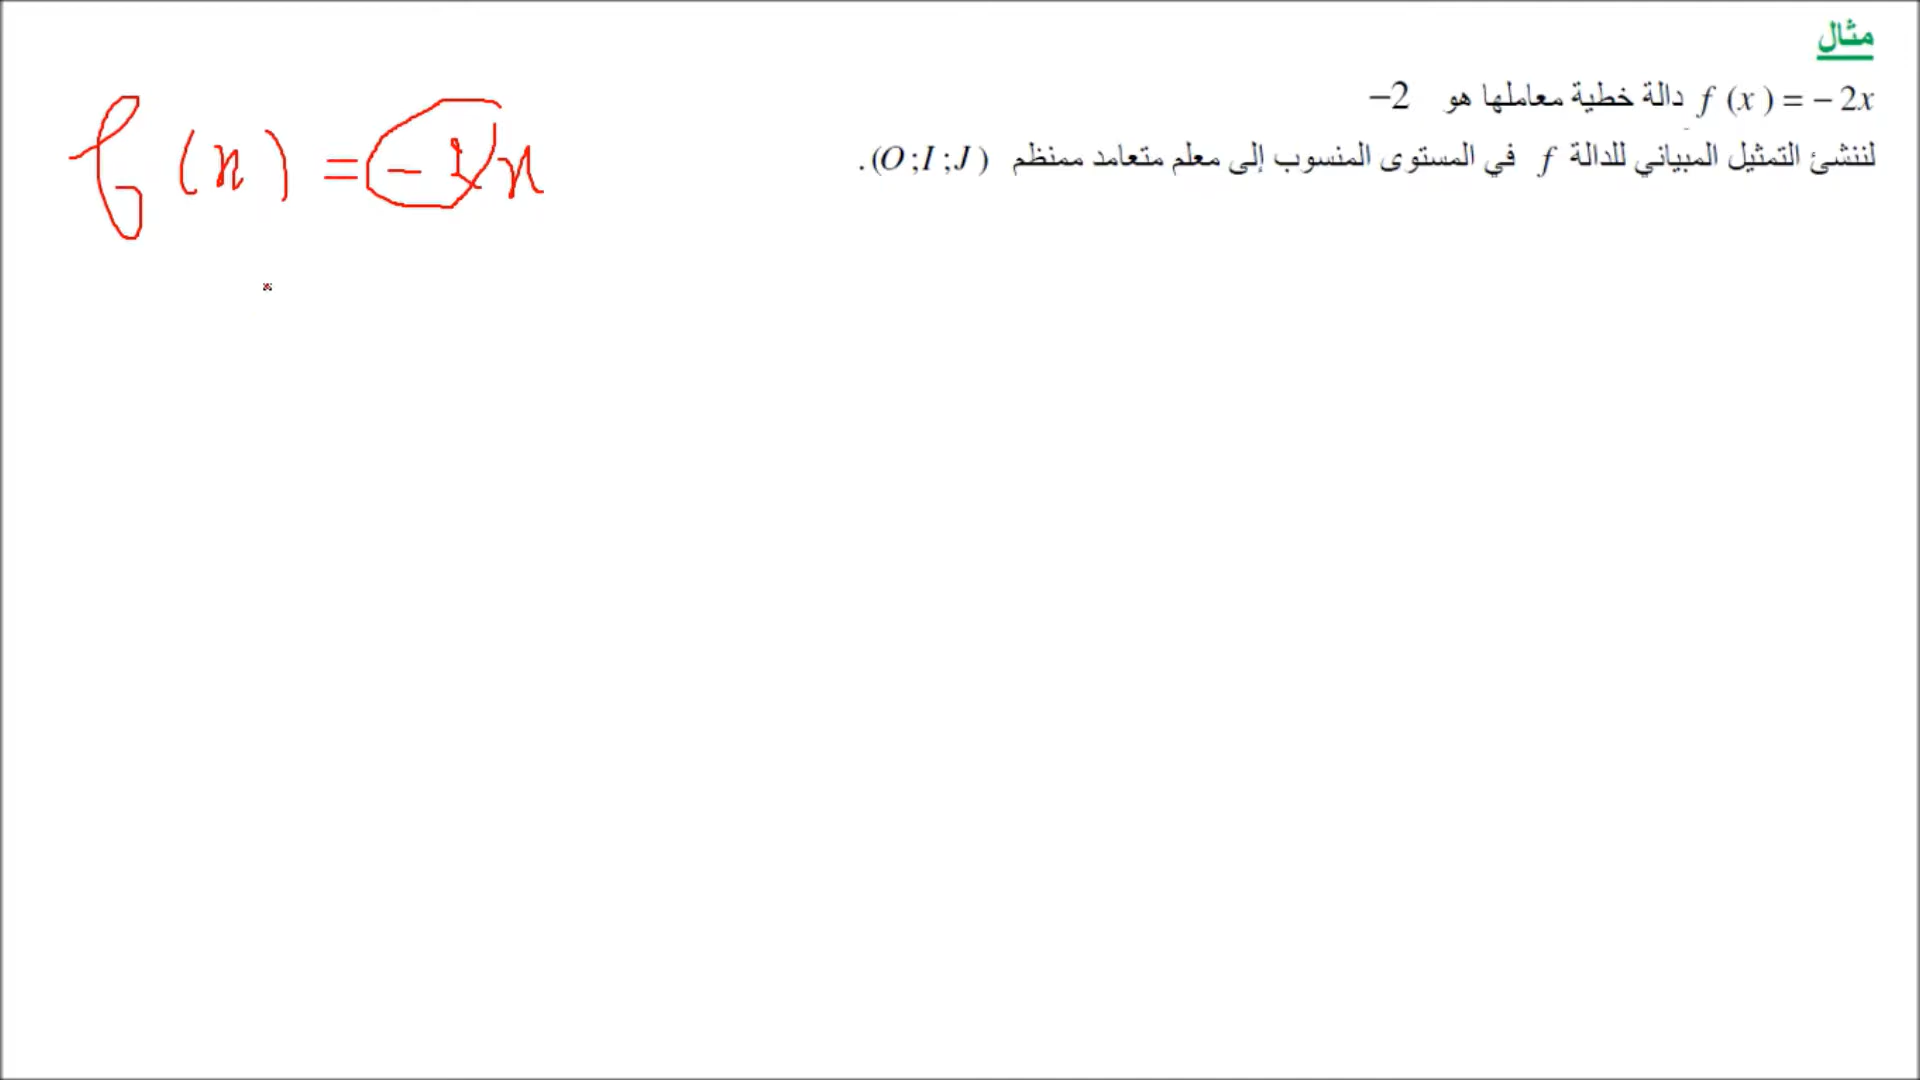 مثال
f (x) = − 2x دالة خطية معاملها هو −2
لننشئ التمثيل المبياني للدالة f في المستوى المنسوب إلى معلم متعامد ممنظم (O;I;J).
f(x) = −2x